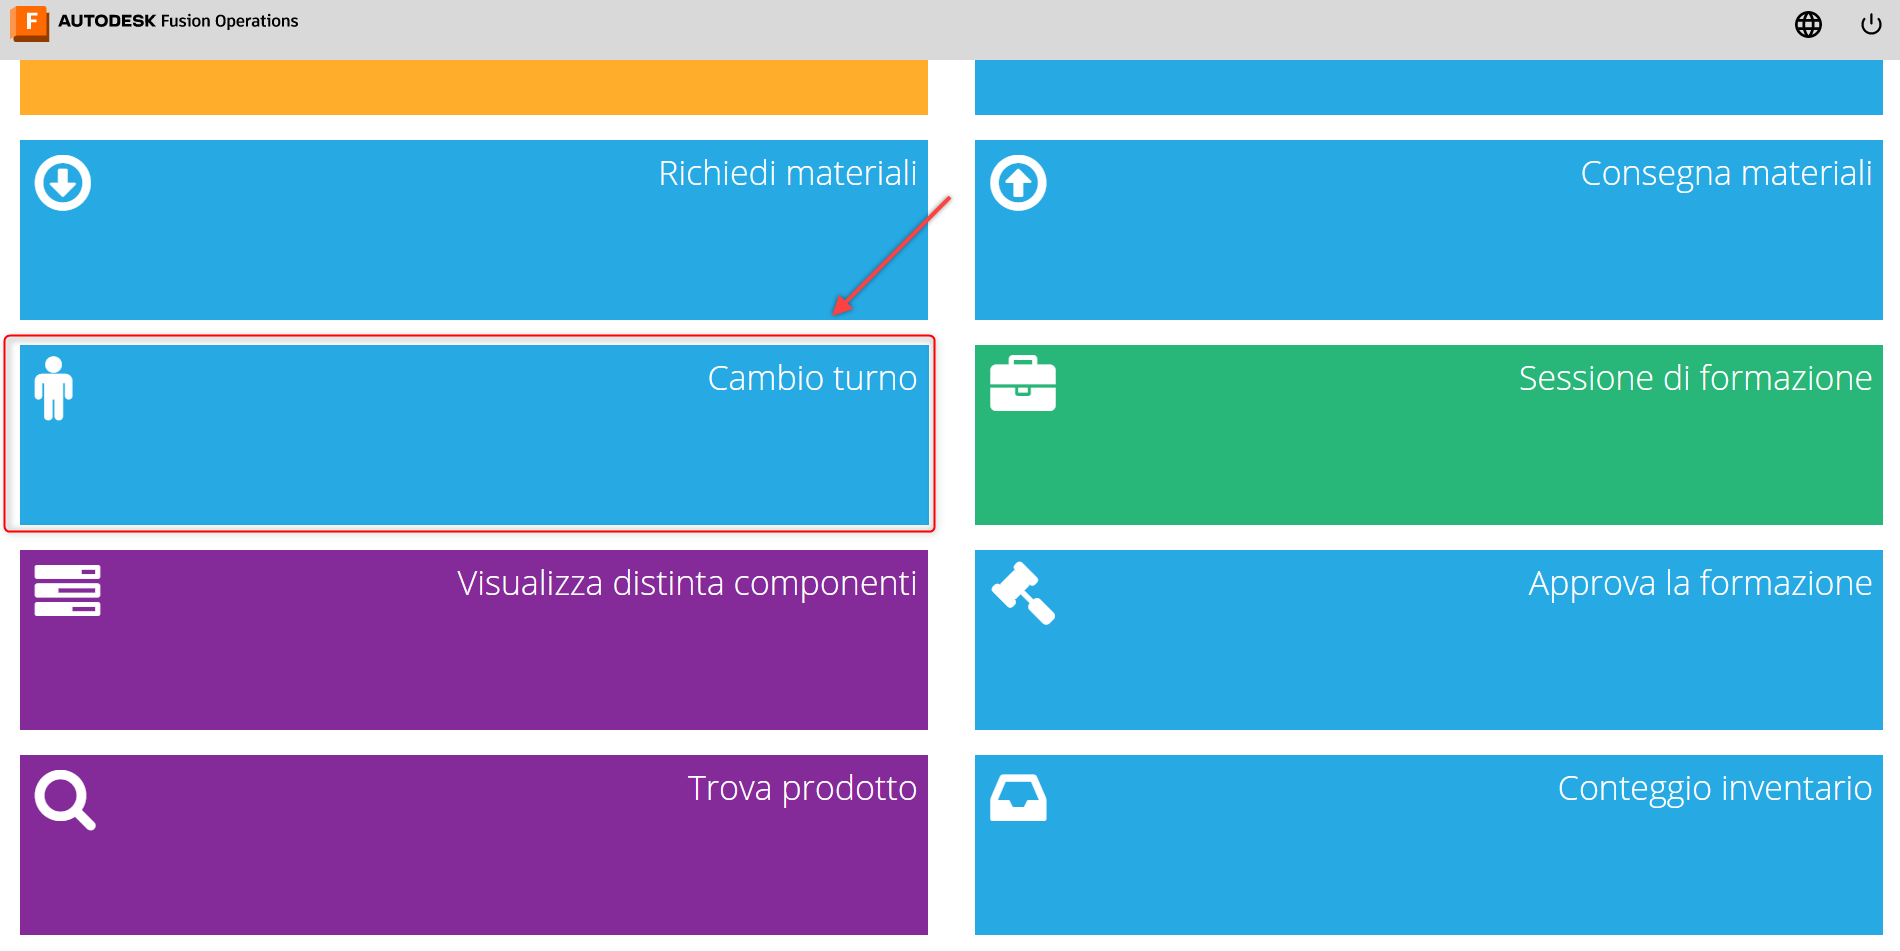 F AUTODESK Fusion Operations
Richiedi materiali
Consegna materiali
Cambio turno
Sessione di formazione
Visualizza distinta componenti
Approva la formazione
Trova prodotto
Conteggio inventario